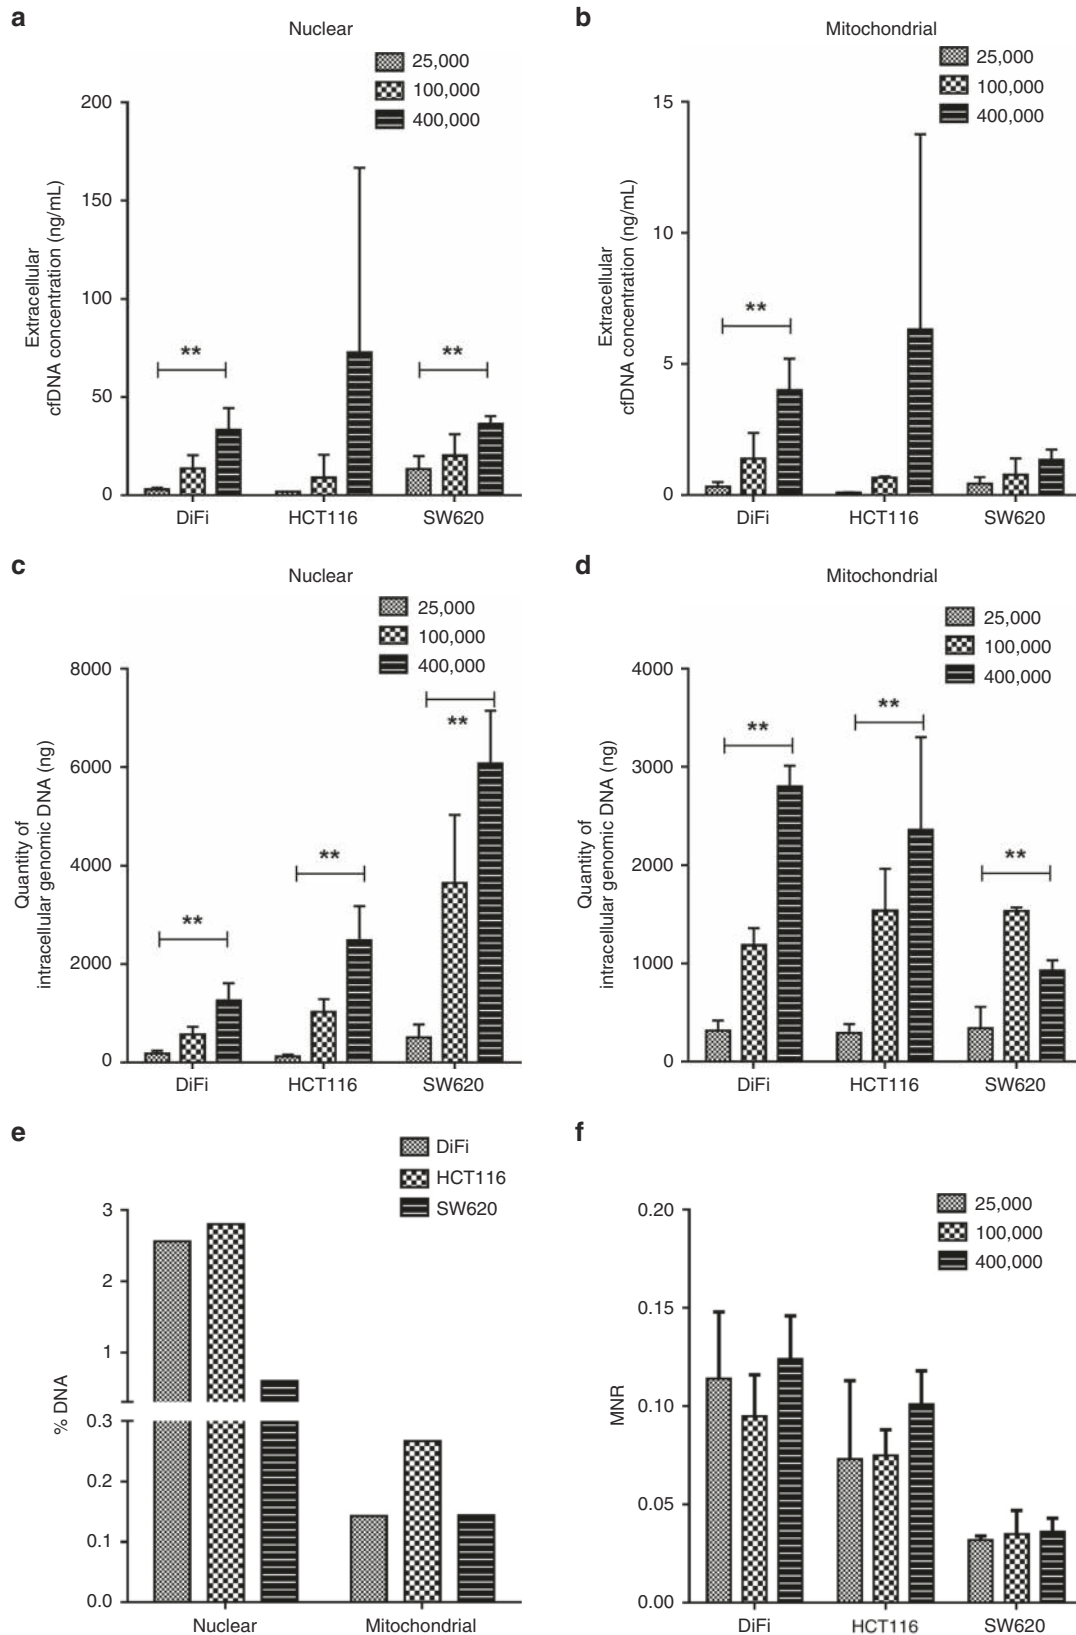 a
Nuclear
25,000
100,000
400,000
200
150
100
50
0
Extracellular
cfDNA concentration (ng/mL)
**
**
DiFi
HCT116
SW620
b
Mitochondrial
25,000
100,000
400,000
15
10
5
0
Extracellular
cfDNA concentration (ng/mL)
**
DiFi
HCT116
SW620
c
Nuclear
25,000
100,000
400,000
8000
6000
4000
2000
0
Quantity of
intracellular genomic DNA (ng)
**
**
**
DiFi
HCT116
SW620
d
Mitochondrial
25,000
100,000
400,000
4000
3000
2000
1000
0
Quantity of
intracellular genomic DNA (ng)
**
**
**
DiFi
HCT116
SW620
e
DiFi
HCT116
SW620
3
2
1
0.3
0.2
0.1
0.0
% DNA
Nuclear
Mitochondrial
f
25,000
100,000
400,000
0.20
0.15
0.10
0.05
0.00
MNR
DiFi
HCT116
SW620